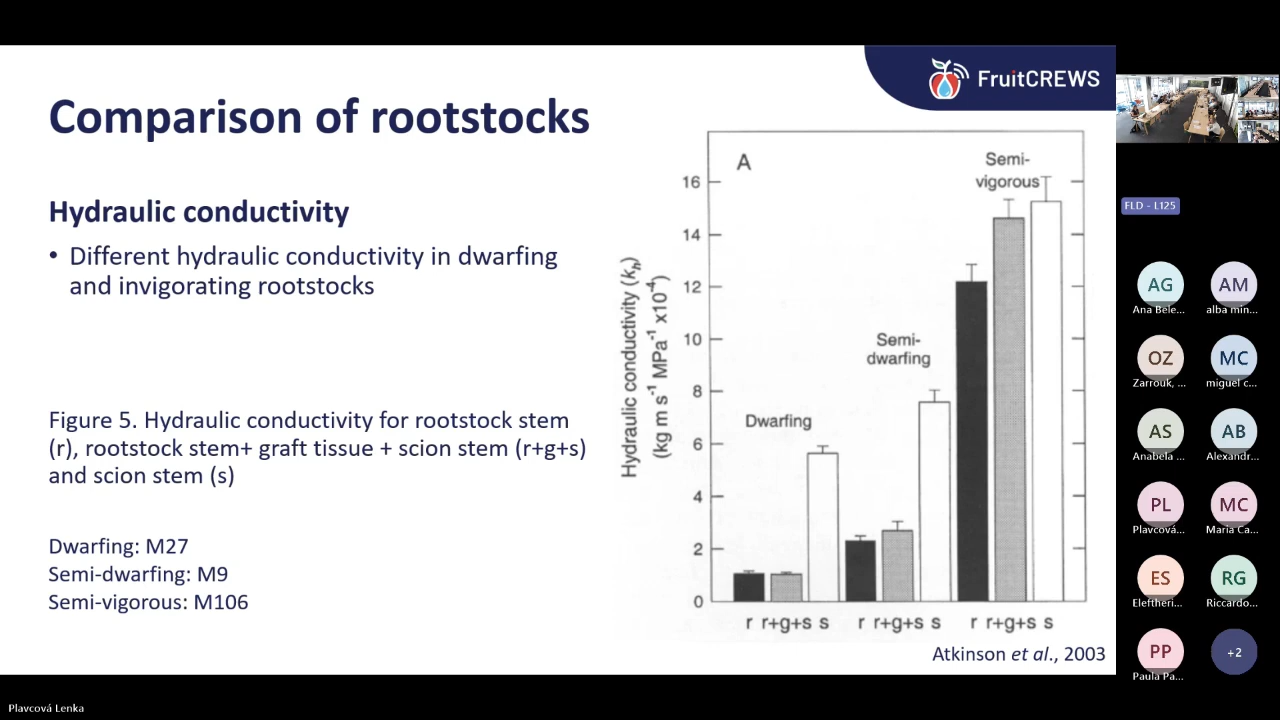 FruitCREWS
Comparison of rootstocks
Hydraulic conductivity
• Different hydraulic conductivity in dwarfing
and invigorating rootstocks
Figure 5. Hydraulic conductivity for rootstock stem
(r), rootstock stem+ graft tissue + scion stem (r+g+s)
and scion stem (s)
Dwarfing: M27
Semi-dwarfing: M9
Semi-vigorous: M106
A
Hydraulic conductivity (kh)
(kg m s⁻¹ MPa⁻¹ x10⁻⁴)
16
14
12
10
8
6
4
2
0
Dwarfing
Semi-
dwarfing
Semi-
vigorous
r r+g+s s r r+g+s s r r+g+s s
Atkinson et al., 2003
FLD - L125
AG AM
Ana Bele... alba min...
OZ MC
Zarrouk, ... miguel c...
AS AB
Anabela ... Alexandr...
PL MC
Plavcová... Maria Ca...
ES RG
Eleftheri... Riccardo...
PP +2
Paula Pa...
Plavcová Lenka